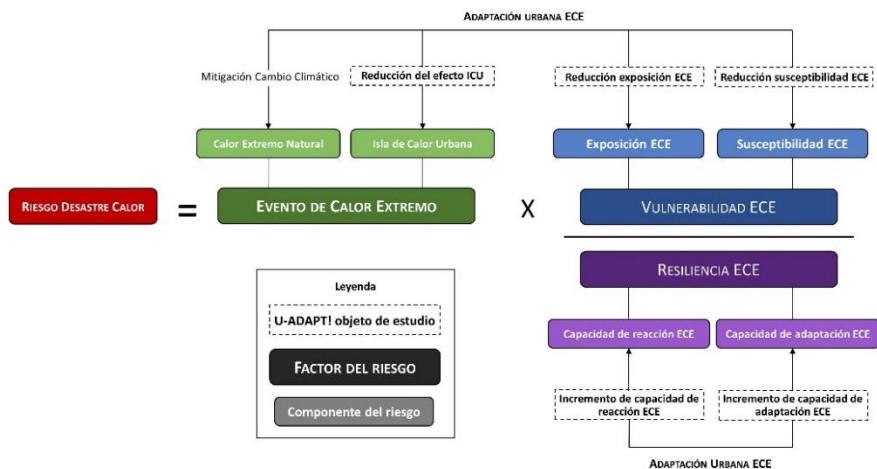 ADAPTACIÓN URBANA ECE
Mitigación Cambio Climático
Reducción del efecto ICU
Reducción exposición ECE
Reducción susceptibilidad ECE
Calor Extremo Natural
Isla de Calor Urbana
Exposición ECE
Susceptibilidad ECE
RIESGO DESASTRE CALOR
=
EVENTO DE CALOR EXTREMO
X
VULNERABILIDAD ECE
RESILIENCIA ECE
Leyenda
U-ADAPT! objeto de estudio
FACTOR DEL RIESGO
Componente del riesgo
Capacidad de reacción ECE
Capacidad de adaptación ECE
Incremento de capacidad de
reacción ECE
Incremento de capacidad de
adaptación ECE
ADAPTACIÓN URBANA ECE